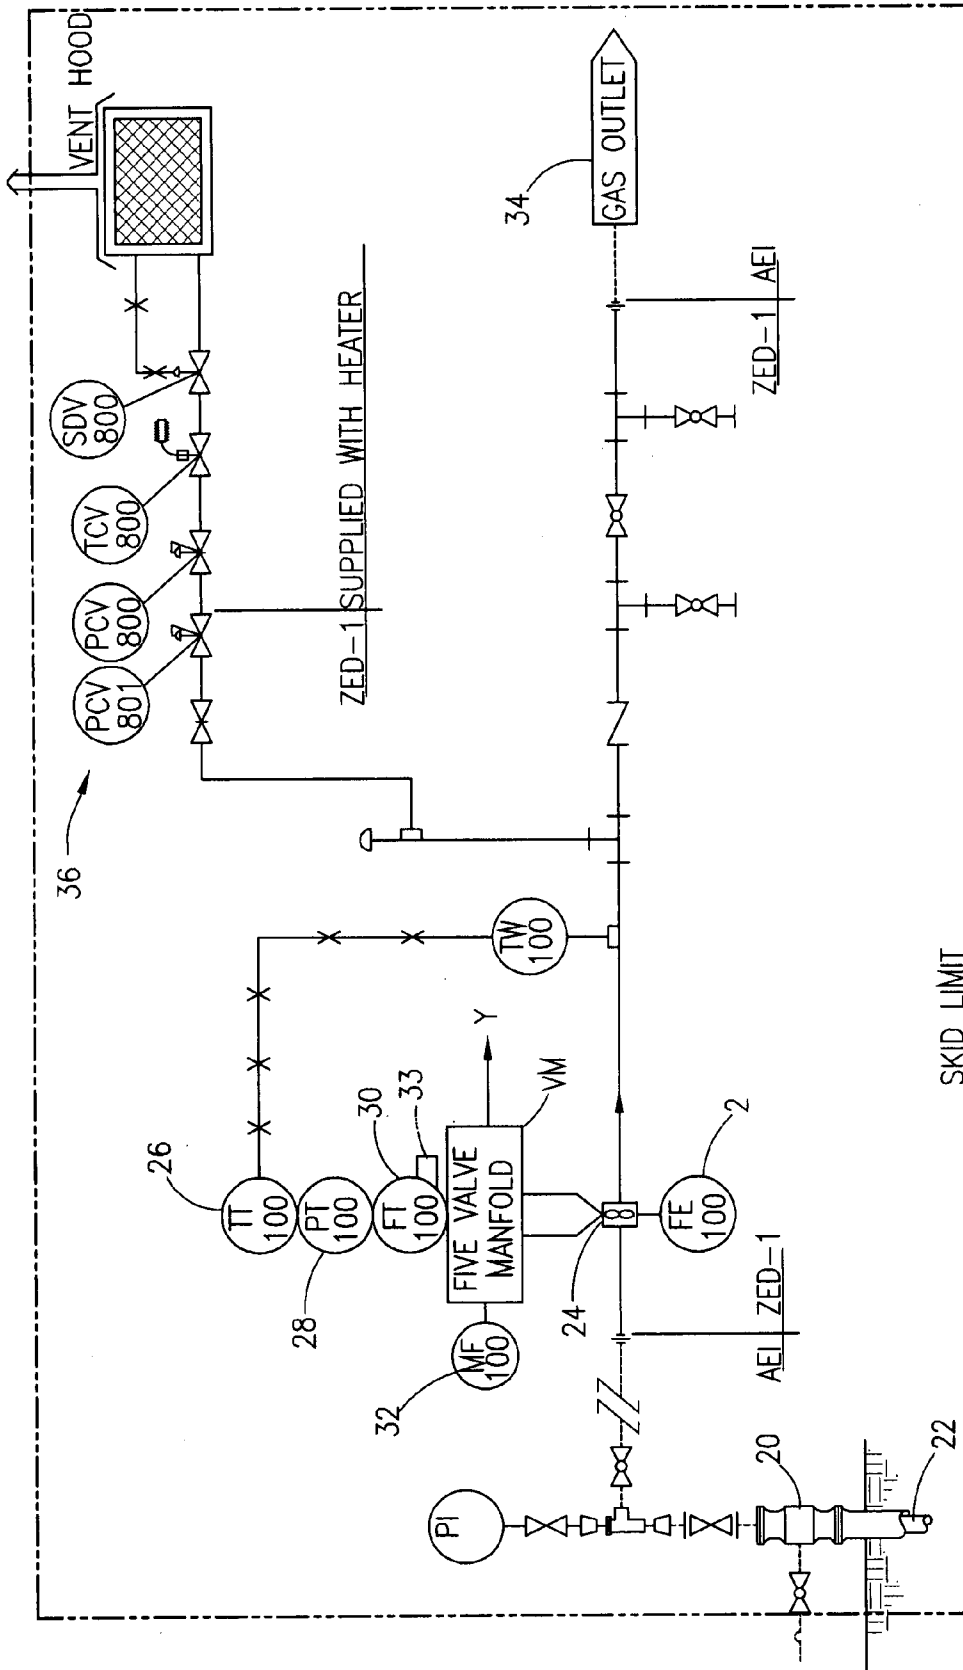 VENT HOOD
SDV
800
TCV
800
PCV
800
PCV
801
36
ZED-1 SUPPLIED WITH HEATER
34
GAS OUTLET
ZED-1 AEI
TW
100
26
TT
100
28
PT
100
30
FT
100
33
FIVE VALVE
MANFOLD
Y
VM
32
MF
100
24
2
FE
100
AEI ZED-1
PI
20
22
SKID LIMIT